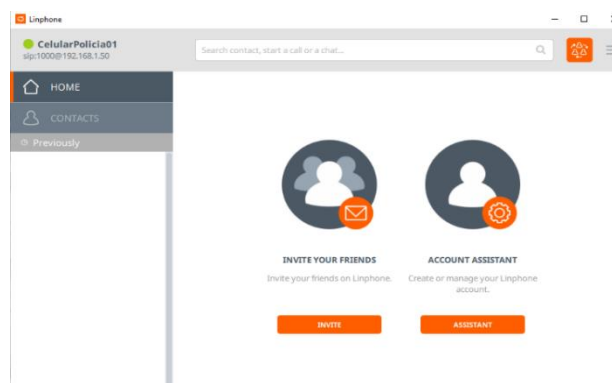 Linphone
CelularPolicia01
sip:1000@192.168.1.50
Search contact, start a call or a chat...
HOME
CONTACTS
Previously
INVITE YOUR FRIENDS
Invite your friends on Linphone.
INVITE
ACCOUNT ASSISTANT
Create or manage your Linphone
account.
ASSISTANT